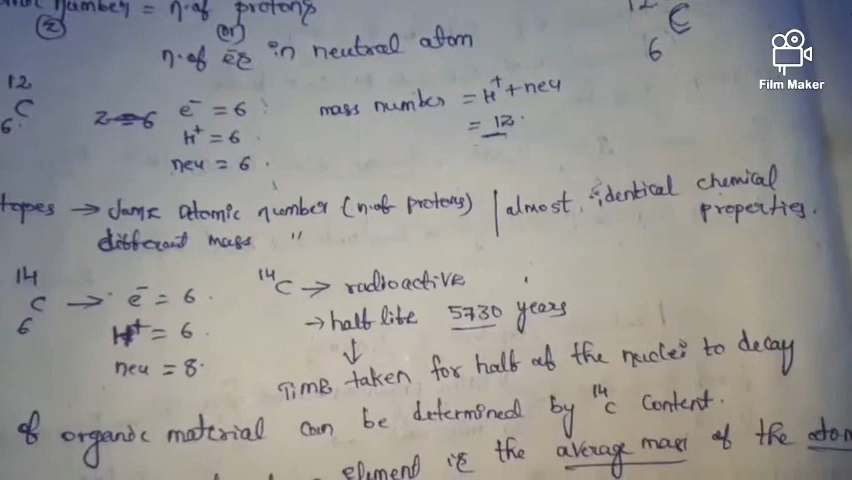 number = n.of protons
(z) (or)
n.of ēs in neutral atom
12
C
6
Film Maker
12
C
6
z = 6 e⁻ = 6
H⁺ = 6
neu = 6.
mass number = H⁺ + neu
= 12.
topes → same atomic number (n.of protons) | almost identical chemical properties.
different mass "
14
C → e⁻ = 6.
6
H⁺ = 6.
neu = 8.
¹⁴C → radioactive
→ half life 5730 years
↓
Time taken for half of the nuclei to decay
of organic material can be determined by ¹⁴C content.
element is the average mass of the atom